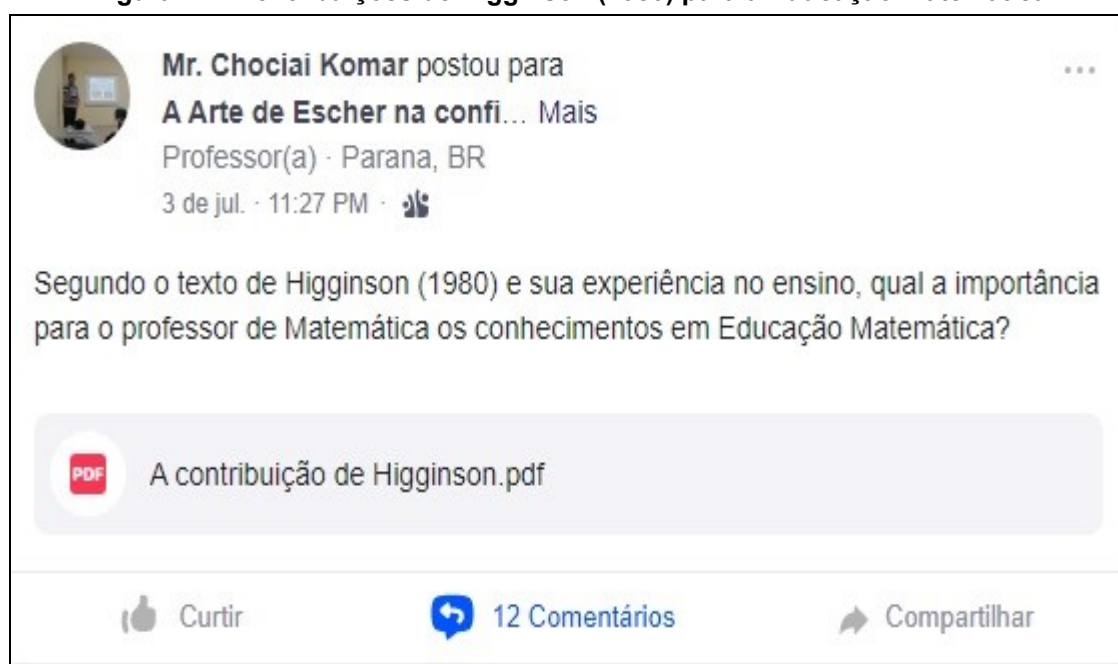 Mr. Chociai Komar postou para
A Arte de Escher na confi... Mais
Professor(a) · Parana, BR
3 de jul. · 11:27 PM ·
Segundo o texto de Higginson (1980) e sua experiência no ensino, qual a importância
para o professor de Matemática os conhecimentos em Educação Matemática?
PDF
A contribuição de Higginson.pdf
Curtir
12 Comentários
Compartilhar